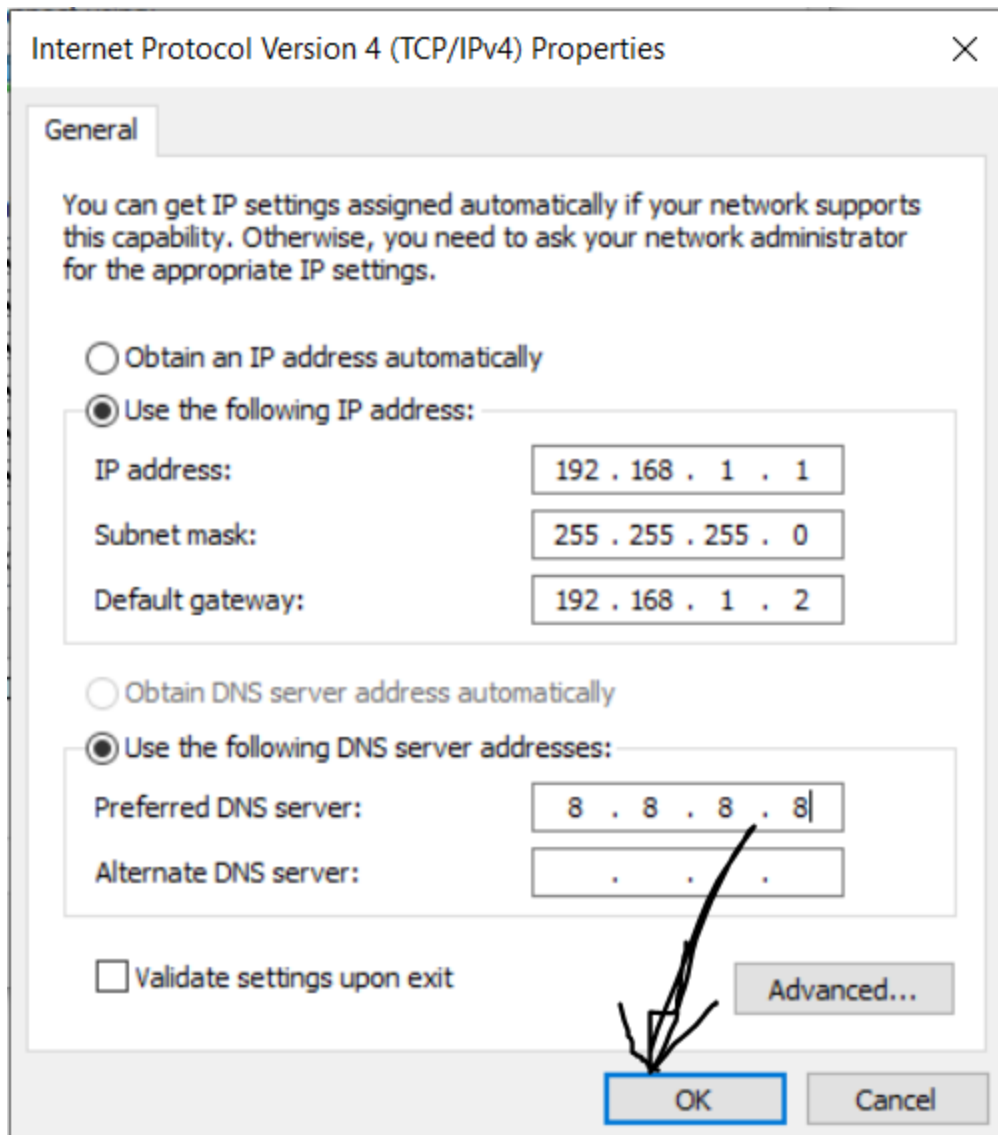 Internet Protocol Version 4 (TCP/IPv4) Properties
General
You can get IP settings assigned automatically if your network supports
this capability. Otherwise, you need to ask your network administrator
for the appropriate IP settings.
Obtain an IP address automatically
Use the following IP address:
IP address: 192 . 168 . 1 . 1
Subnet mask: 255 . 255 . 255 . 0
Default gateway: 192 . 168 . 1 . 2
Obtain DNS server address automatically
Use the following DNS server addresses:
Preferred DNS server: 8 . 8 . 8 . 8
Alternate DNS server: . . .
Validate settings upon exit
Advanced...
OK Cancel